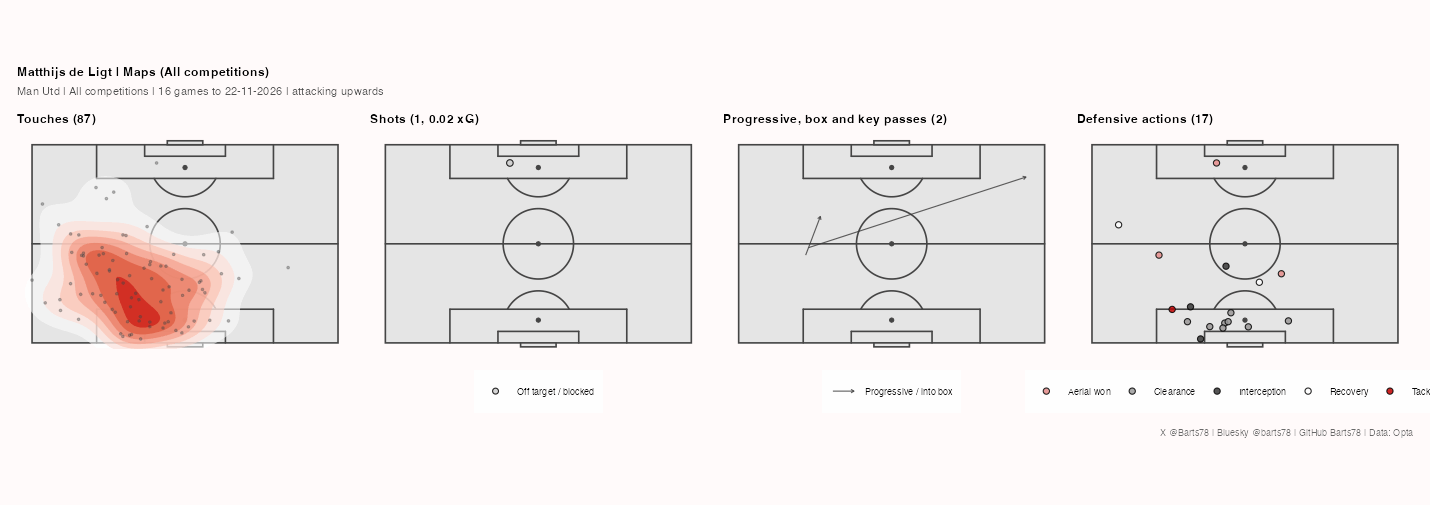 Matthijs de Ligt | Maps (All competitions)
Man Utd | All competitions | 16 games to 22-11-2026 | attacking upwards
Touches (87)
Shots (1, 0.02 xG)
Progressive, box and key passes (2)
Defensive actions (17)
Off target / blocked
Progressive / into box
Aerial won
Clearance
Interception
Recovery
Tack
X @Barts78 | Bluesky @barts78 | GitHub Barts78 | Data: Opta